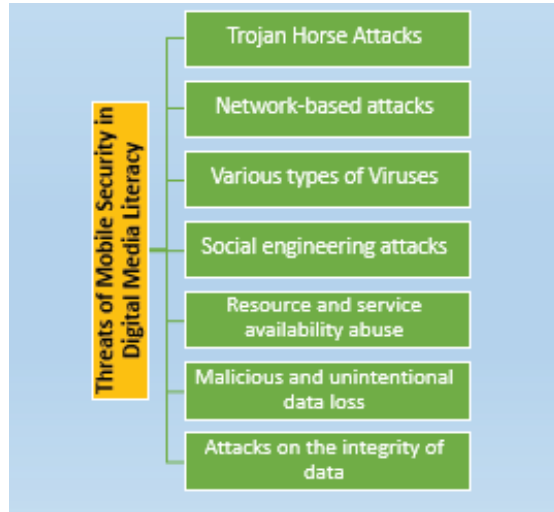 Threats of Mobile Security in
Digital Media Literacy
Trojan Horse Attacks
Network-based attacks
Various types of Viruses
Social engineering attacks
Resource and service
availability abuse
Malicious and unintentional
data loss
Attacks on the integrity of
data